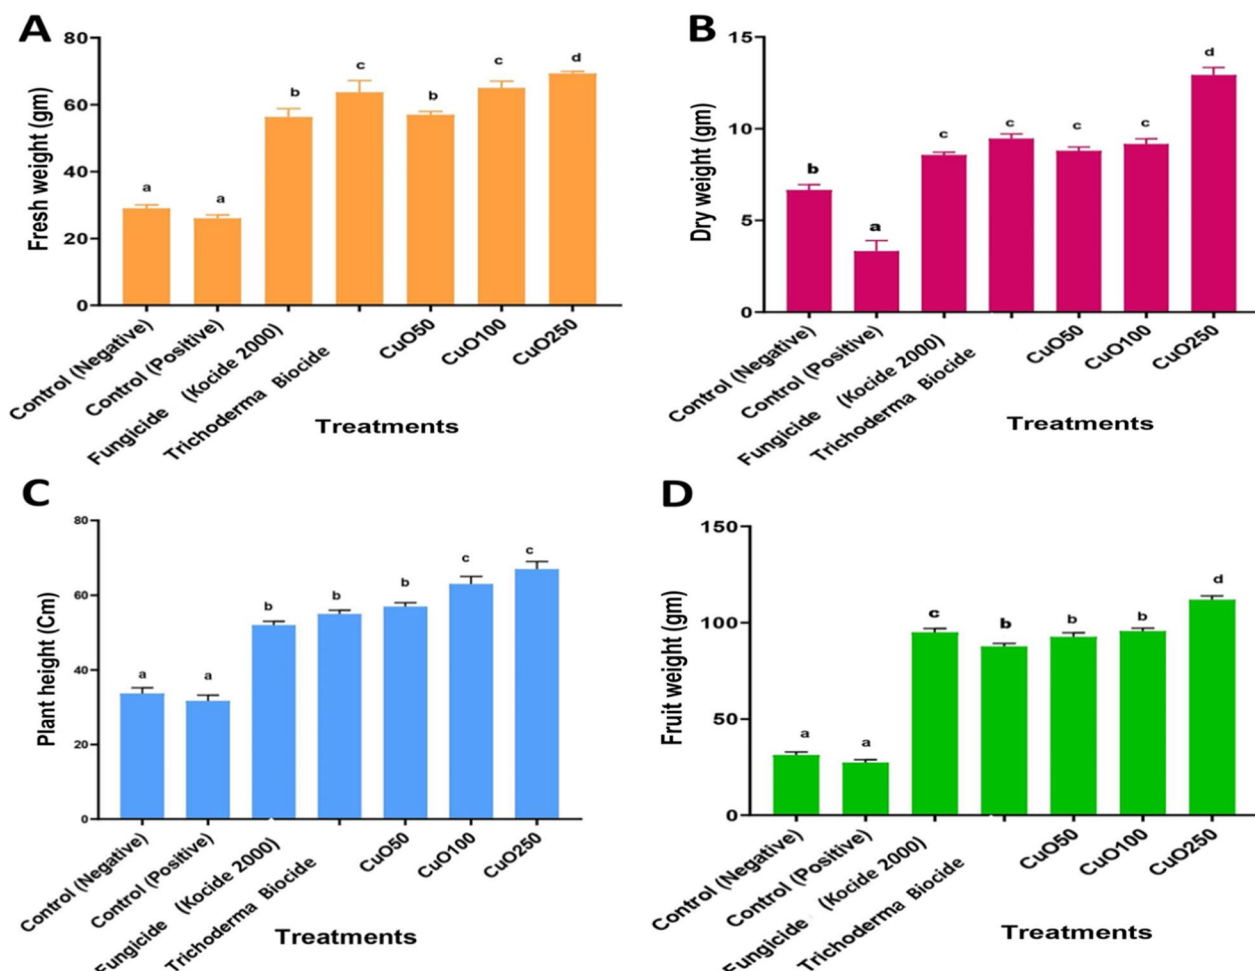 A
Fresh weight (gm)
80
60
40
20
0
a
a
b
c
b
c
d
Control (Negative)
Control (Positive)
Fungicide (Kocide 2000)
Trichoderma Biocide
CuO50
CuO100
CuO250
Treatments
B
Dry weight (gm)
15
10
5
0
b
a
c
c
c
c
d
Control (Negative)
Control (Positive)
Fungicide (Kocide 2000)
Trichoderma Biocide
CuO50
CuO100
CuO250
Treatments
C
Plant height (Cm)
80
60
40
20
0
a
a
b
b
b
c
c
Control (Negative)
Control (Positive)
Fungicide (Kocide 2000)
Trichoderma Biocide
CuO50
CuO100
CuO250
Treatments
D
Fruit weight (gm)
150
100
50
0
a
a
c
b
b
b
d
Control (Negative)
Control (Positive)
Fungicide (Kocide 2000)
Trichoderma Biocide
CuO50
CuO100
CuO250
Treatments